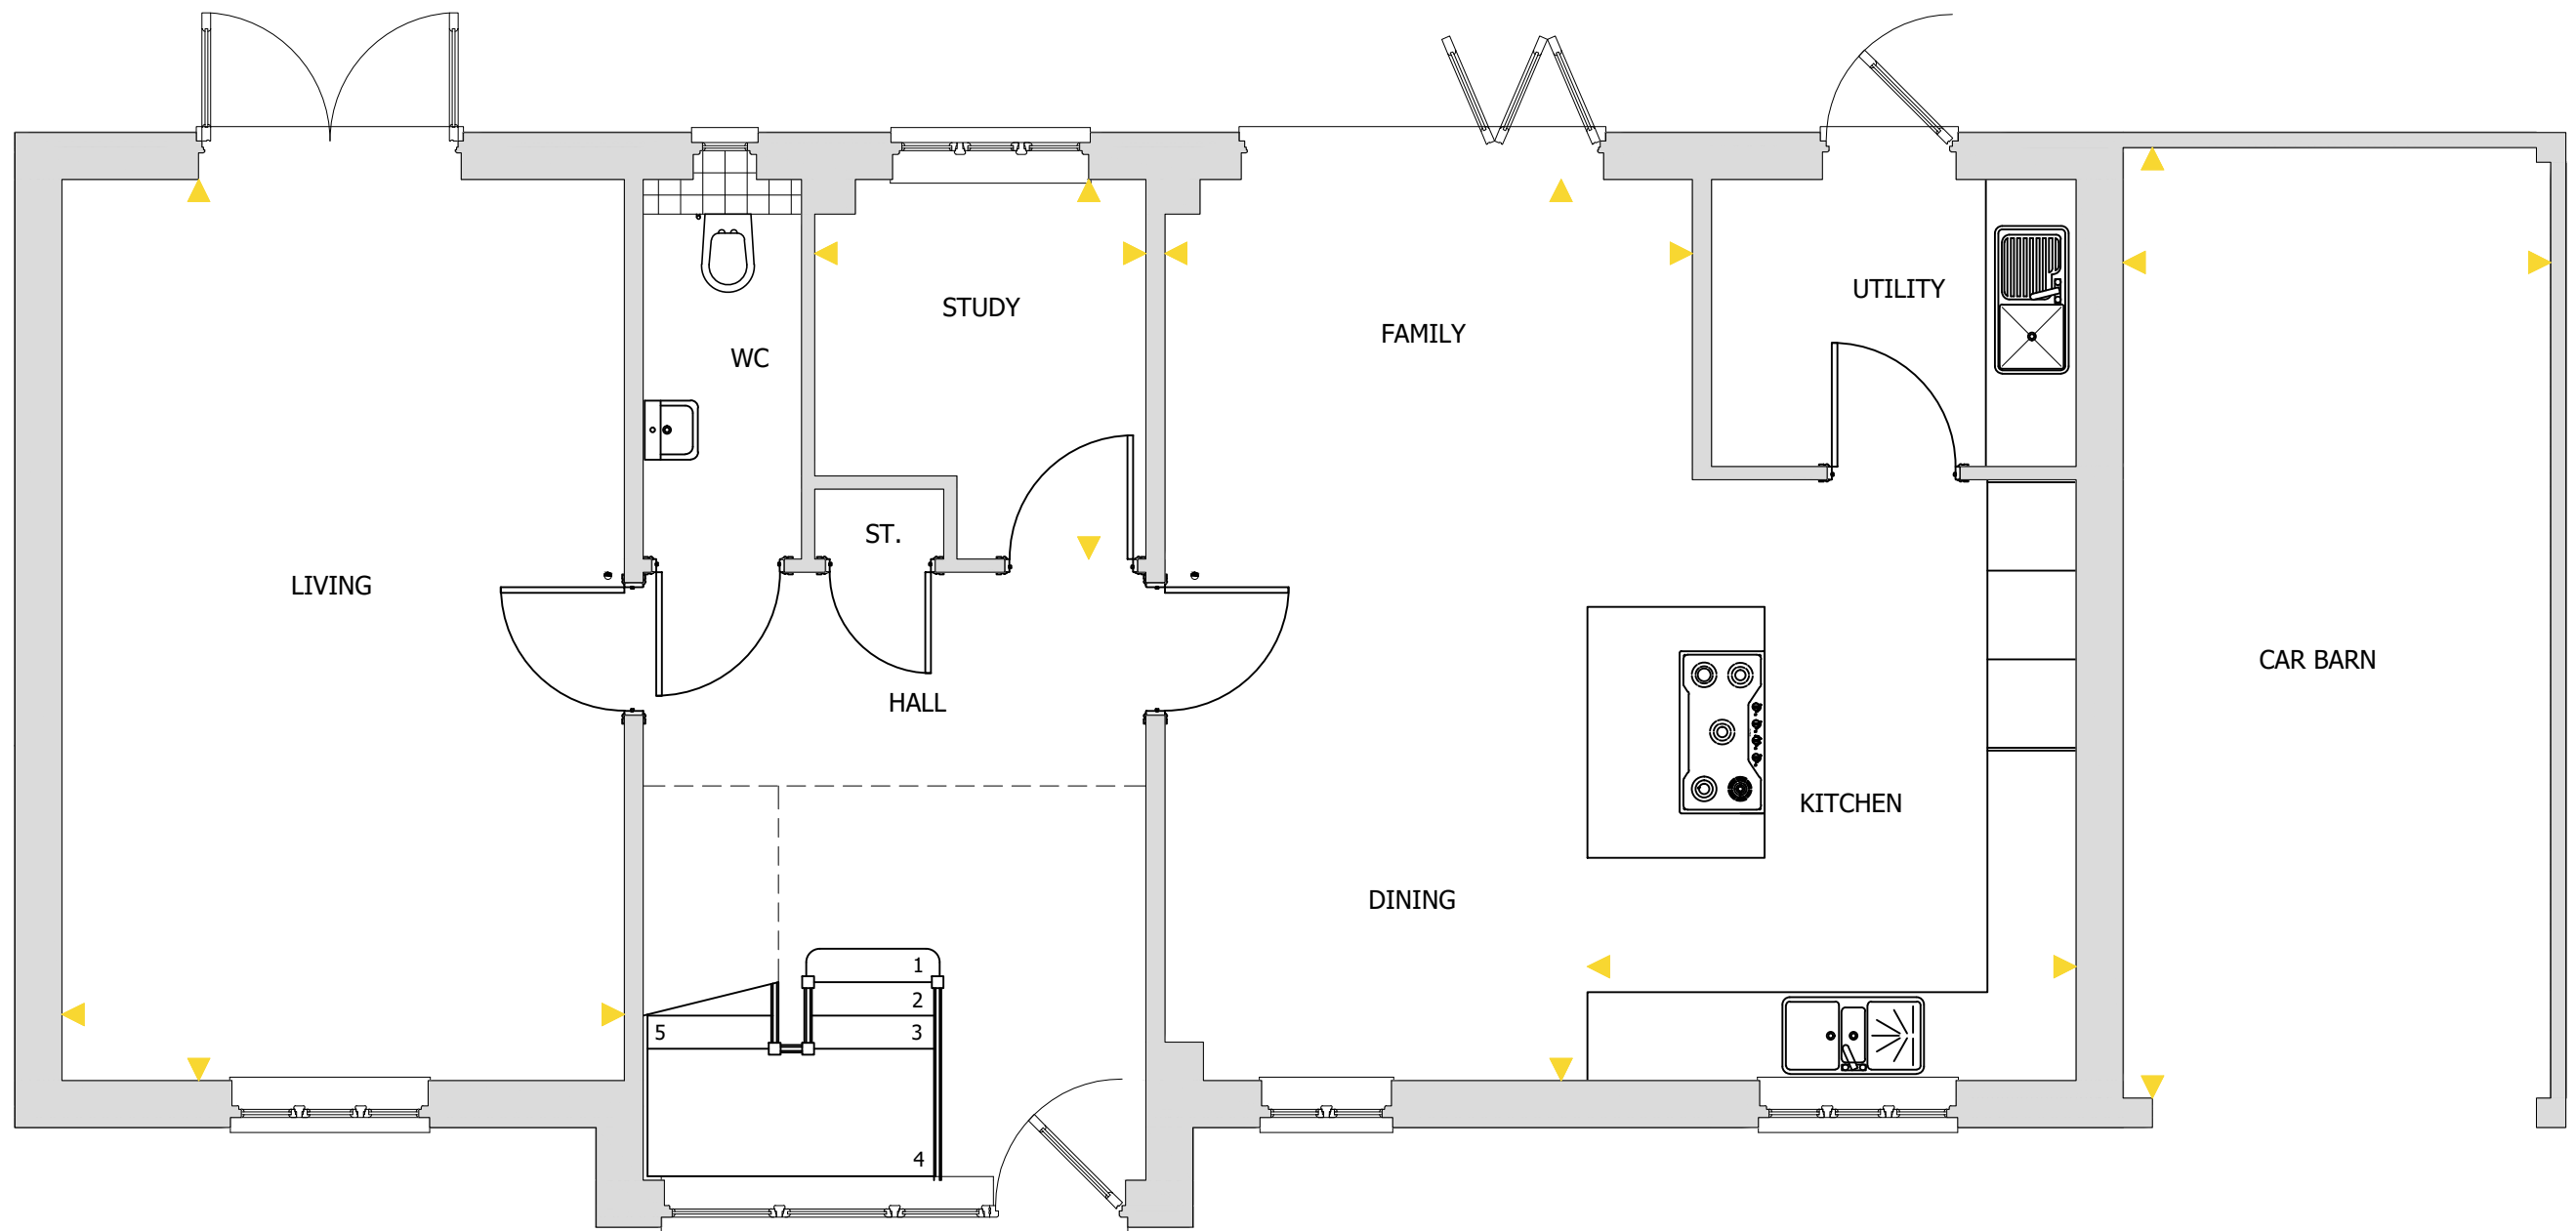 UTILITY
STUDY
FAMILY
WC
ST.
LIVING
CAR BARN
HALL
KITCHEN
DINING
1
2
5
3
4